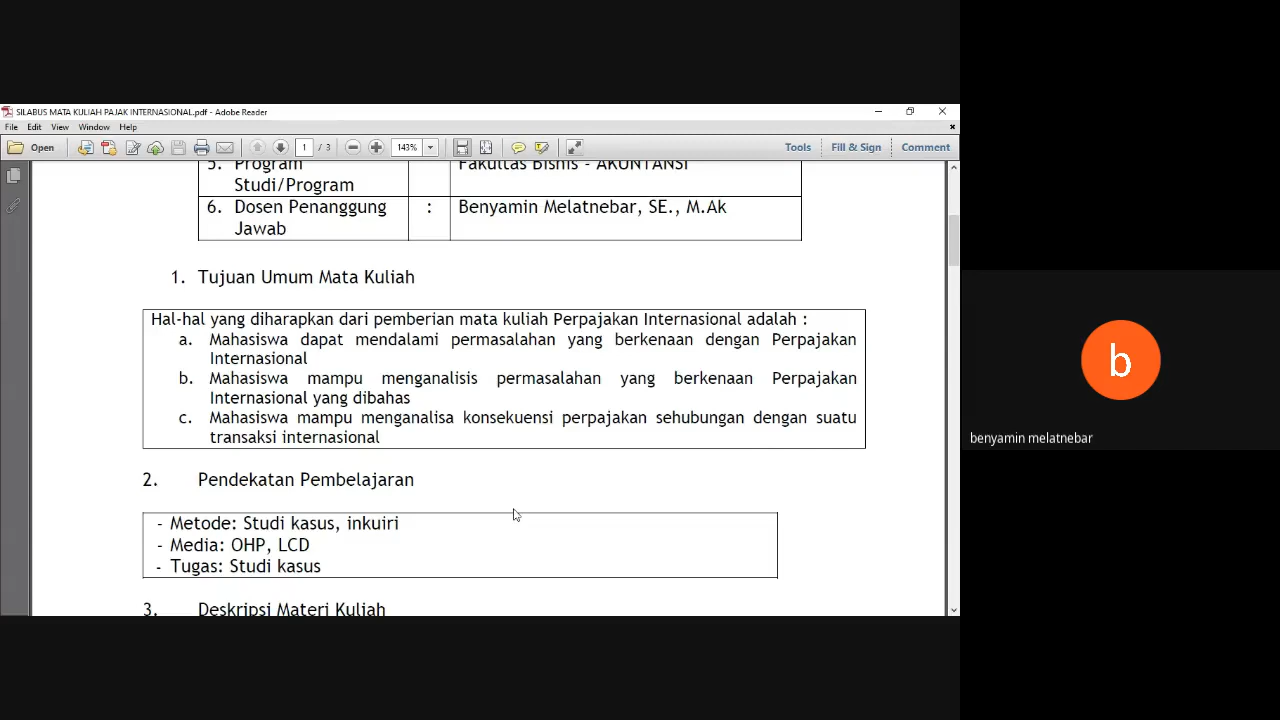 SILABUS MATA KULIAH PAJAK INTERNASIONAL.pdf - Adobe Reader
File Edit View Window Help
Open 1 / 3 143% Tools Fill & Sign Comment
5. Program Fakultas Bisnis - AKUNTANSI
Studi/Program
6. Dosen Penanggung : Benyamin Melatnebar, SE., M.Ak
Jawab
1. Tujuan Umum Mata Kuliah
Hal-hal yang diharapkan dari pemberian mata kuliah Perpajakan Internasional adalah :
a. Mahasiswa dapat mendalami permasalahan yang berkenaan dengan Perpajakan
Internasional
b. Mahasiswa mampu menganalisis permasalahan yang berkenaan Perpajakan
Internasional yang dibahas
c. Mahasiswa mampu menganalisa konsekuensi perpajakan sehubungan dengan suatu
transaksi internasional
2. Pendekatan Pembelajaran
- Metode: Studi kasus, inkuiri
- Media: OHP, LCD
- Tugas: Studi kasus
3. Deskripsi Materi Kuliah
b
benyamin melatnebar